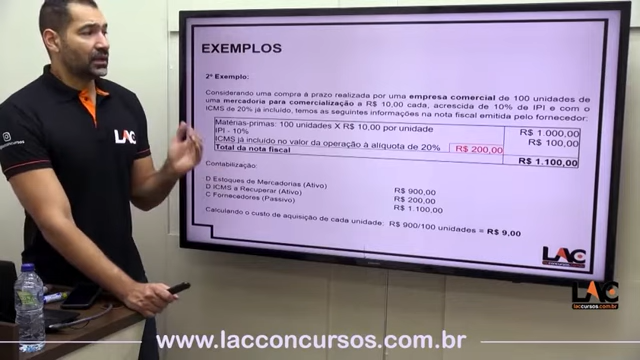 EXEMPLOS
2º Exemplo:
Considerando uma compra à prazo realizada por uma empresa comercial de 100 unidades de
uma mercadoria para comercialização a R$ 10,00 cada, acrescida de 10% de IPI e com o
ICMS de 20% já incluído, temos as seguintes informações na nota fiscal emitida pelo fornecedor:
Matérias-primas: 100 unidades X R$ 10,00 por unidade R$ 1.000,00
IPI - 10% R$ 100,00
ICMS já incluído no valor da operação à alíquota de 20% R$ 200,00
Total da nota fiscal R$ 1.100,00
Contabilização:
D Estoques de Mercadorias (Ativo) R$ 900,00
D ICMS a Recuperar (Ativo) R$ 200,00
C Fornecedores (Passivo) R$ 1.100,00
Calculando o custo de aquisição de cada unidade: R$ 900/100 unidades = R$ 9,00
LAC
CONCURSOS
LAC
LAC
laconcursos.com.br
www.lacconcursos.com.br